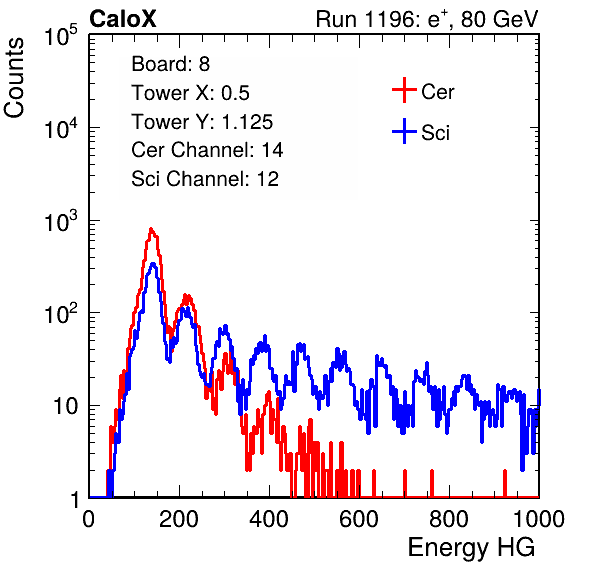 CaloX
Run 1196: e+, 80 GeV
Counts
Board: 8
Tower X: 0.5
Tower Y: 1.125
Cer Channel: 14
Sci Channel: 12
Cer
Sci
10^5
10^4
10^3
10^2
10
1
0 200 400 600 800 1000
Energy HG